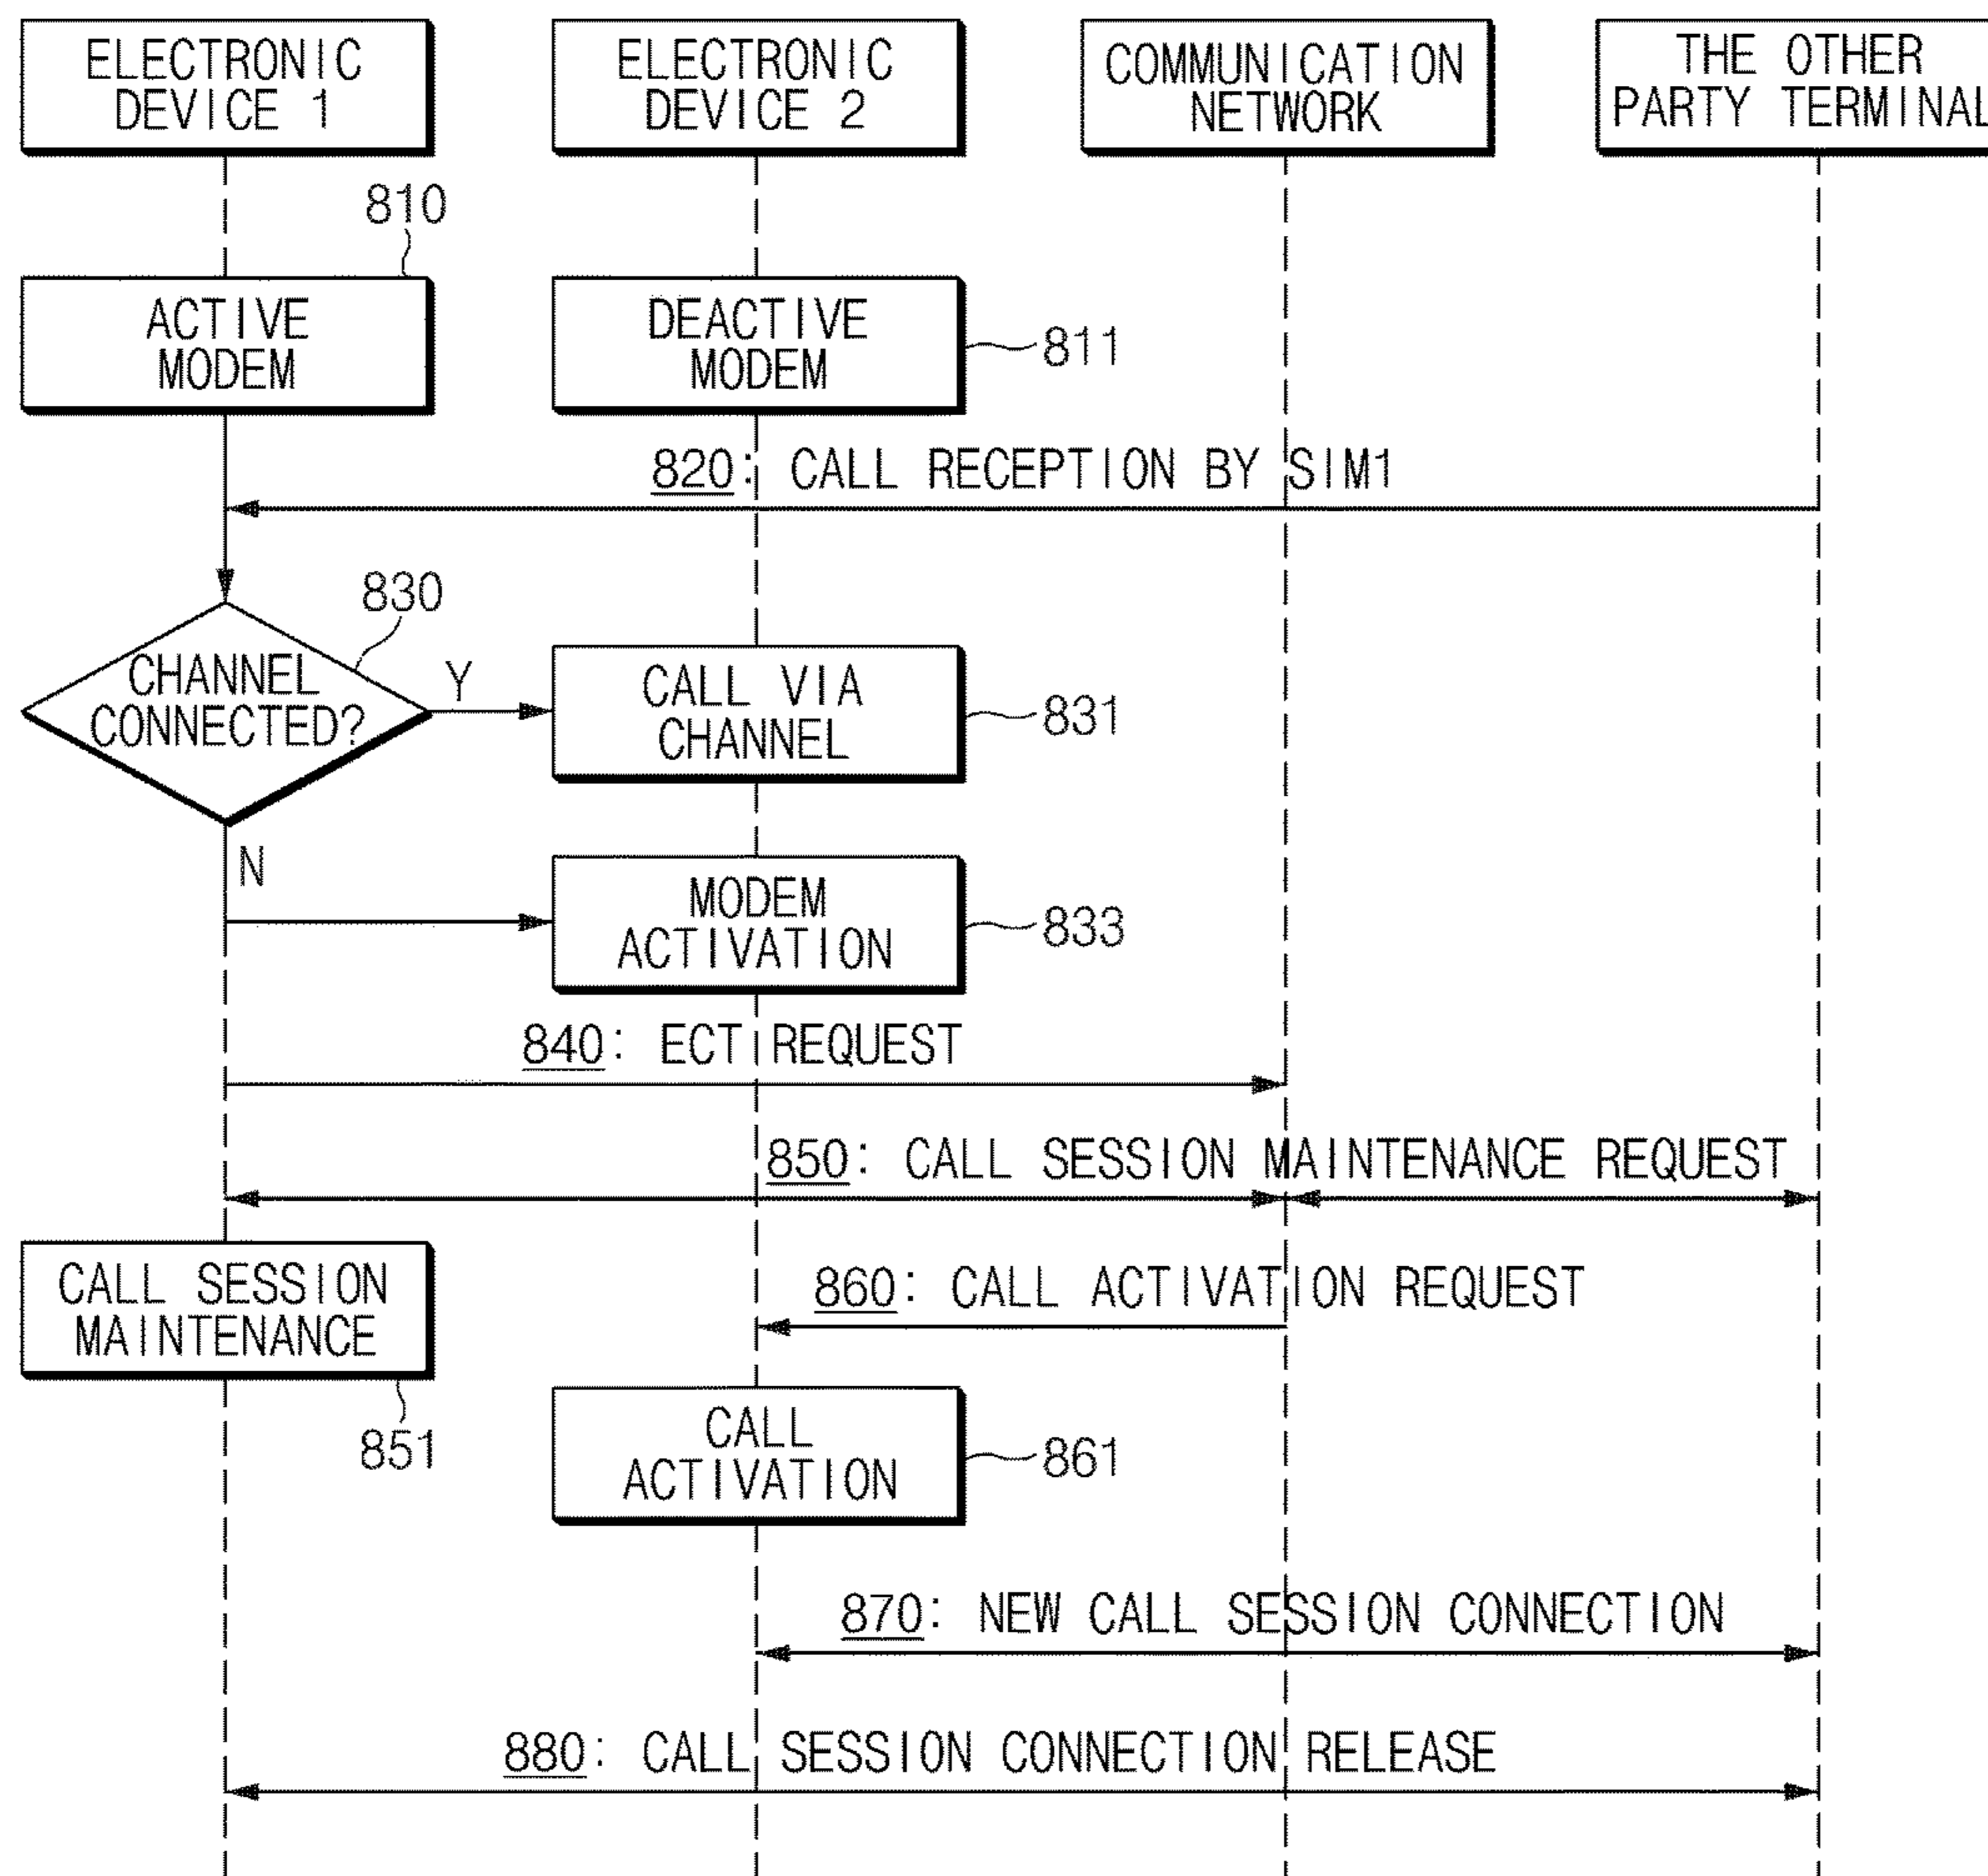 ELECTRONIC
DEVICE 1
ELECTRONIC
DEVICE 2
COMMUNICATION
NETWORK
THE OTHER
PARTY TERMINAL
810
ACTIVE
MODEM
DEACTIVE
MODEM
811
820: CALL RECEPTION BY SIM1
830
CHANNEL
CONNECTED?
Y
CALL VIA
CHANNEL
831
N
MODEM
ACTIVATION
833
840: ECT REQUEST
850: CALL SESSION MAINTENANCE REQUEST
CALL SESSION
MAINTENANCE
851
860: CALL ACTIVATION REQUEST
CALL
ACTIVATION
861
870: NEW CALL SESSION CONNECTION
880: CALL SESSION CONNECTION RELEASE